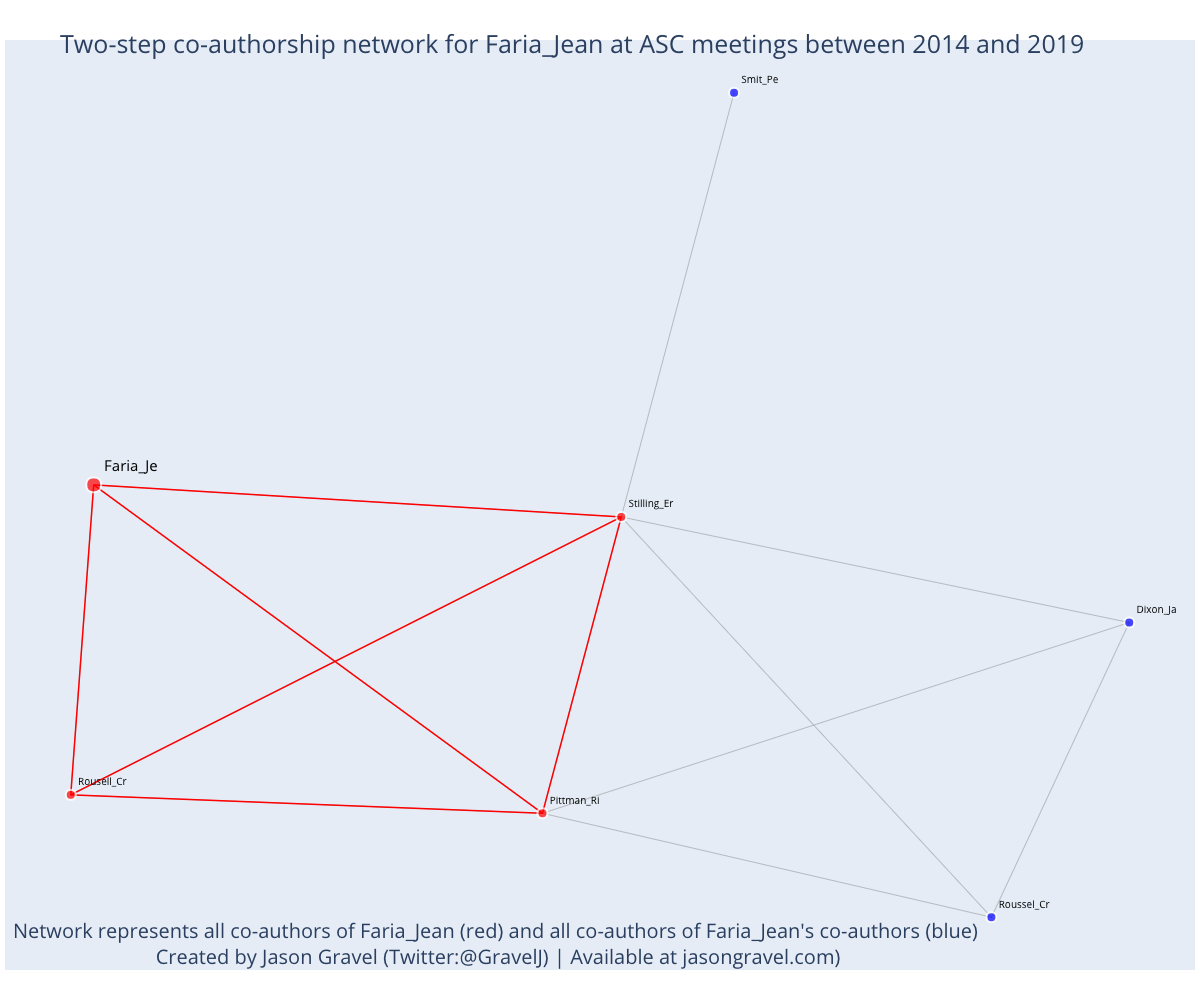 Two-step co-authorship network for Faria_Jean at ASC meetings between 2014 and 2019
Smit_Pe
Faria_Je
Stilling_Er
Dixon_Ja
Rousell_Cr
Pittman_Ri
Roussel_Cr
Network represents all co-authors of Faria_Jean (red) and all co-authors of Faria_Jean's co-authors (blue)
Created by Jason Gravel (Twitter:@GravelJ) | Available at jasongravel.com)